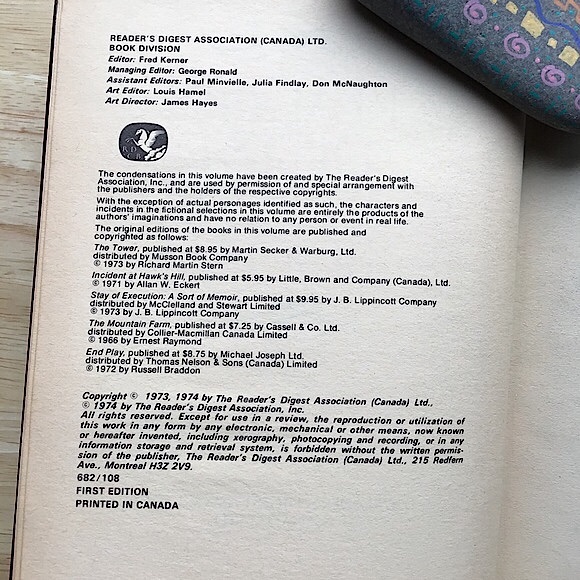 READER'S DIGEST ASSOCIATION (CANADA) LTD.
BOOK DIVISION
Editor: Fred Kerner
Managing Editor: George Ronald
Assistant Editors: Paul Minvielle, Julia Findlay, Don McNaughton
Art Editor: Louis Hamel
Art Director: James Hayes
R D
C B
The condensations in this volume have been created by The Reader's Digest
Association, Inc., and are used by permission of and special arrangement with
the publishers and the holders of the respective copyrights.
With the exception of actual personages identified as such, the characters and
incidents in the fictional selections in this volume are entirely the products of the
authors' imaginations and have no relation to any person or event in real life.
The original editions of the books in this volume are published and
copyrighted as follows:
The Tower, published at $8.95 by Martin Secker & Warburg, Ltd.
distributed by Musson Book Company
© 1973 by Richard Martin Stern
Incident at Hawk's Hill, published at $5.95 by Little, Brown and Company (Canada), Ltd.
© 1971 by Allan W. Eckert
Stay of Execution: A Sort of Memoir, published at $9.95 by J. B. Lippincott Company
distributed by McClelland and Stewart Limited
© 1973 by J. B. Lippincott Company
The Mountain Farm, published at $7.25 by Cassell & Co. Ltd.
distributed by Collier-Macmillan Canada Limited
© 1966 by Ernest Raymond
End Play, published at $8.75 by Michael Joseph Ltd.
distributed by Thomas Nelson & Sons (Canada) Limited
© 1972 by Russell Braddon
Copyright © 1973, 1974 by The Reader's Digest Association (Canada) Ltd.,
© 1974 by The Reader's Digest Association, Inc.
All rights reserved. Except for use in a review, the reproduction or utilization of
this work in any form by any electronic, mechanical or other means, now known
or hereafter invented, including xerography, photocopying and recording, or in any
information storage and retrieval system, is forbidden without the written permis-
sion of the publisher, The Reader's Digest Association (Canada) Ltd., 215 Redfern
Ave., Montreal H3Z 2V9.
682/108
FIRST EDITION
PRINTED IN CANADA